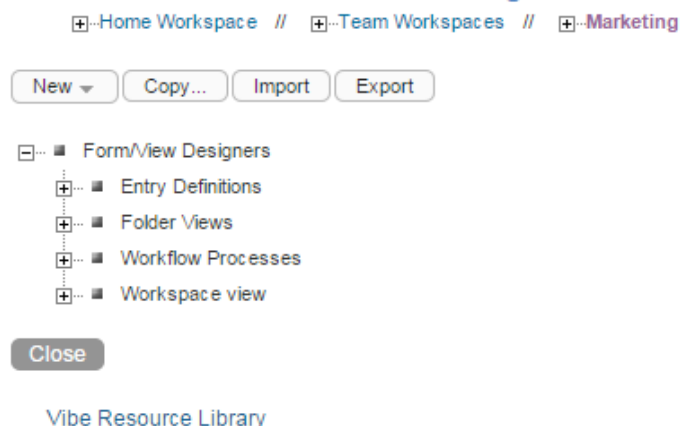 Home Workspace // Team Workspaces // Marketing
New Copy... Import Export
Form/View Designers
Entry Definitions
Folder Views
Workflow Processes
Workspace view
Close
Vibe Resource Library